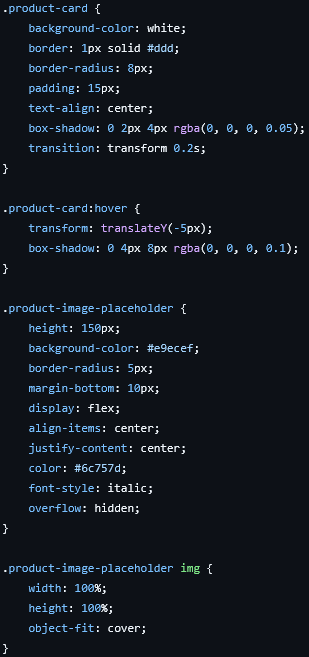 .product-card {
    background-color: white;
    border: 1px solid #ddd;
    border-radius: 8px;
    padding: 15px;
    text-align: center;
    box-shadow: 0 2px 4px rgba(0, 0, 0, 0.05);
    transition: transform 0.2s;
}

.product-card:hover {
    transform: translateY(-5px);
    box-shadow: 0 4px 8px rgba(0, 0, 0, 0.1);
}

.product-image-placeholder {
    height: 150px;
    background-color: #e9ecef;
    border-radius: 5px;
    margin-bottom: 10px;
    display: flex;
    align-items: center;
    justify-content: center;
    color: #6c757d;
    font-style: italic;
    overflow: hidden;
}

.product-image-placeholder img {
    width: 100%;
    height: 100%;
    object-fit: cover;
}